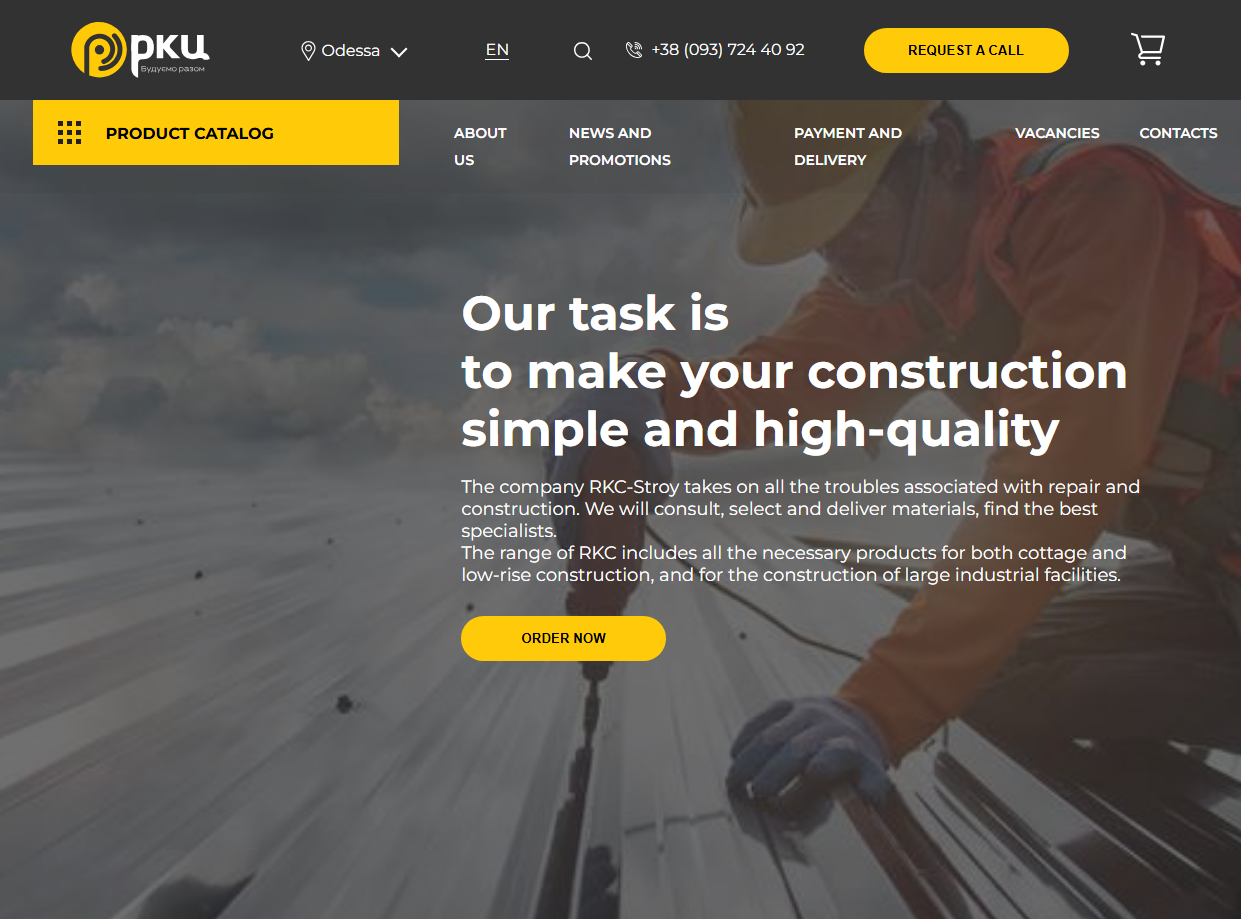 ркц
Будуємо разом
Odessa
EN
+38 (093) 724 40 92
REQUEST A CALL
PRODUCT CATALOG
ABOUT
US
NEWS AND
PROMOTIONS
PAYMENT AND
DELIVERY
VACANCIES
CONTACTS
Our task is
to make your construction
simple and high-quality
The company RKC-Stroy takes on all the troubles associated with repair and
construction. We will consult, select and deliver materials, find the best
specialists.
The range of RKC includes all the necessary products for both cottage and
low-rise construction, and for the construction of large industrial facilities.
ORDER NOW